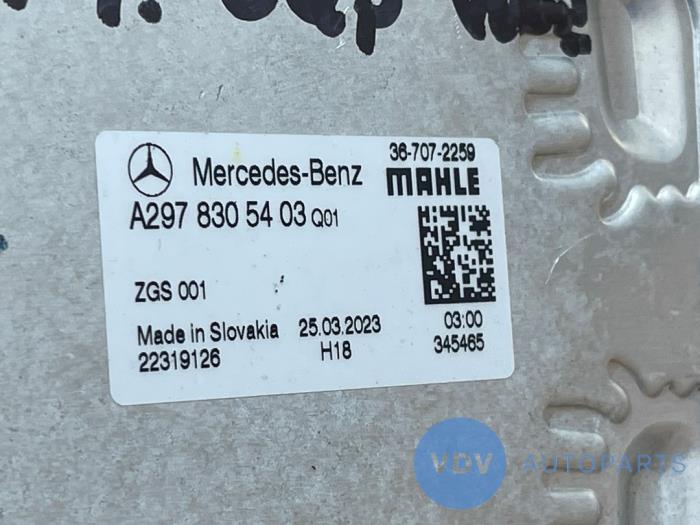 36-707-2259
Mercedes-Benz MAHLE
A297 830 54 03 Q01
ZGS 001
Made in Slovakia 25.03.2023 03:00
22319126 H18 345465
VDV AUTOPARTS